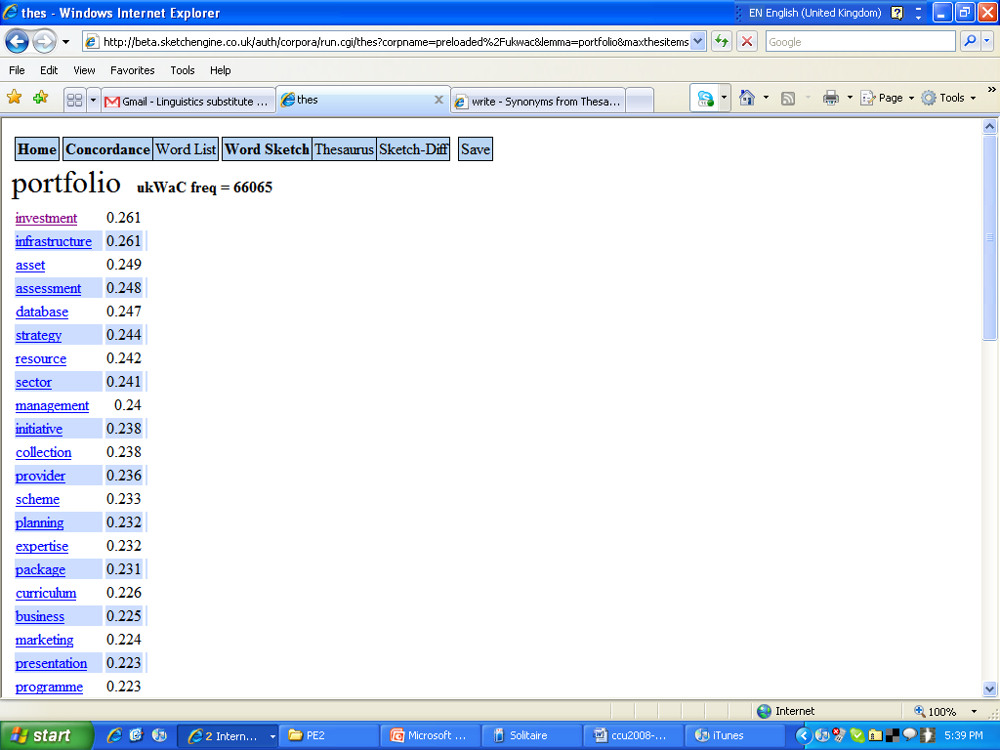 thes - Windows Internet Explorer
EN English (United Kingdom)
http://beta.sketchengine.co.uk/auth/corpora/run.cgi/thes?corpname=preloaded%2Fukwac&lemma=portfolio&maxthesitems
Google
File Edit View Favorites Tools Help
Gmail - Linguistics substitute ...
thes
write - Synonyms from Thesa...
Page
Tools
Home Concordance Word List Word Sketch Thesaurus Sketch-Diff Save
portfolio ukWaC freq = 66065
investment 0.261
infrastructure 0.261
asset 0.249
assessment 0.248
database 0.247
strategy 0.244
resource 0.242
sector 0.241
management 0.24
initiative 0.238
collection 0.238
provider 0.236
scheme 0.233
planning 0.232
expertise 0.232
package 0.231
curriculum 0.226
business 0.225
marketing 0.224
presentation 0.223
programme 0.223
Internet
100%
start
2 Intern...
PE2
Microsoft ...
Solitaire
ccu2008-...
iTunes
5:39 PM